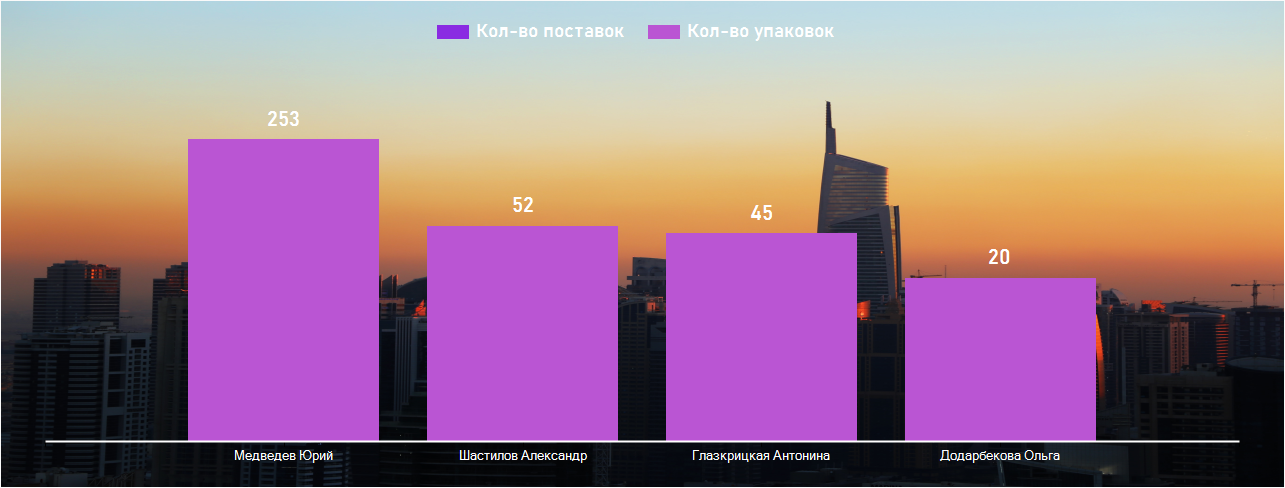 Кол-во поставок Кол-во упаковок
253
52
45
20
Медведев Юрий Шастилов Александр Глазкрицкая Антонина Додарбекова Ольга